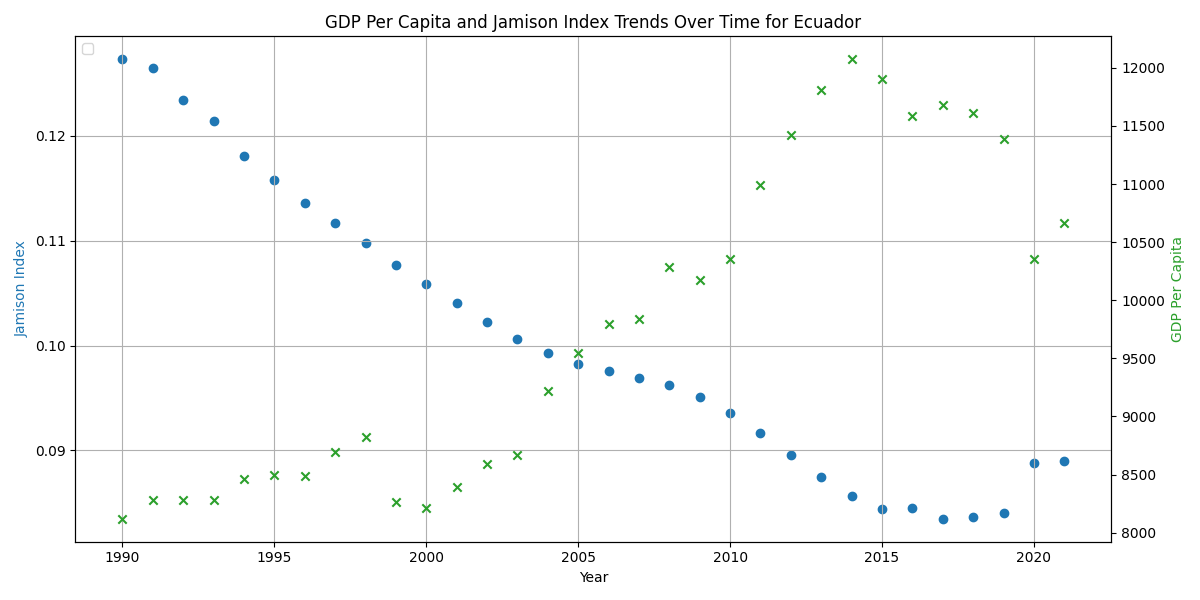 GDP Per Capita and Jamison Index Trends Over Time for Ecuador
Jamison Index
0.12
0.11
0.10
0.09
12000
11500
11000
10500
10000
9500
9000
8500
8000
GDP Per Capita
1990 1995 2000 2005 2010 2015 2020
Year